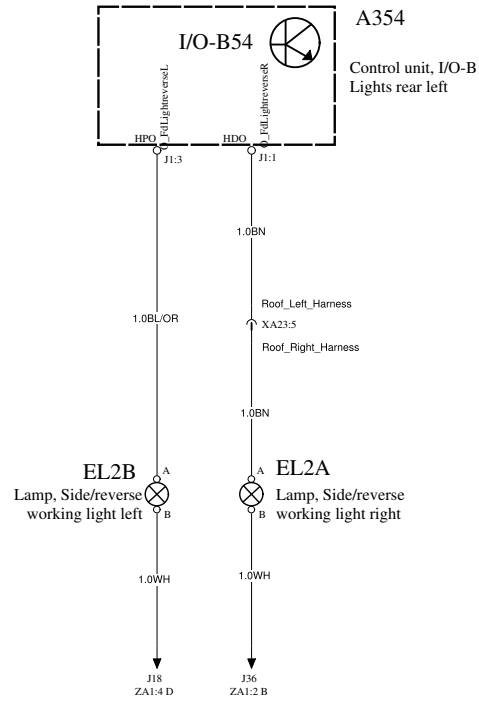 A354
I/O-B54
Control unit, I/O-B
Lights rear left
O_FdLightreverseL
O_FdLightreverseR
HPO
HDO
J1:3
J1:1
1.0BN
Roof_Left_Harness
1.0BL/OR
XA23:5
Roof_Right_Harness
1.0BN
EL2B
A
A
EL2A
Lamp, Side/reverse
working light left
Lamp, Side/reverse
working light right
B
B
1.0WH
1.0WH
J18
ZA1:4 D
J36
ZA1:2 B